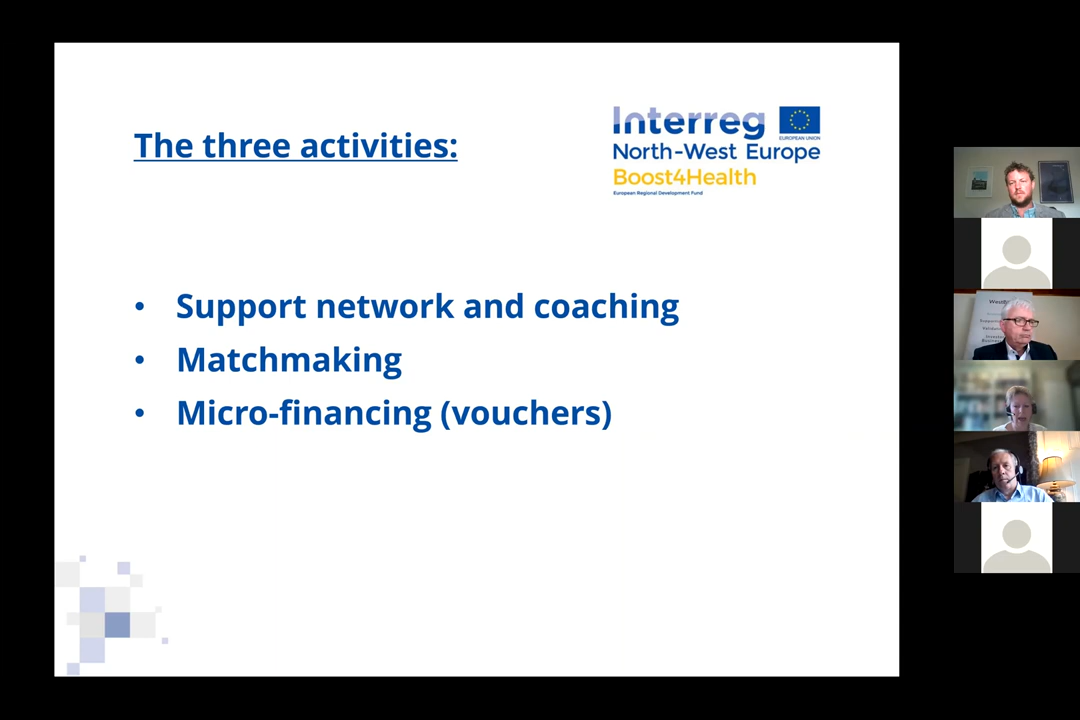 The three activities:
Interreg
EUROPEAN UNION
North-West Europe
Boost4Health
European Regional Development Fund
• Support network and coaching
• Matchmaking
• Micro-financing (vouchers)